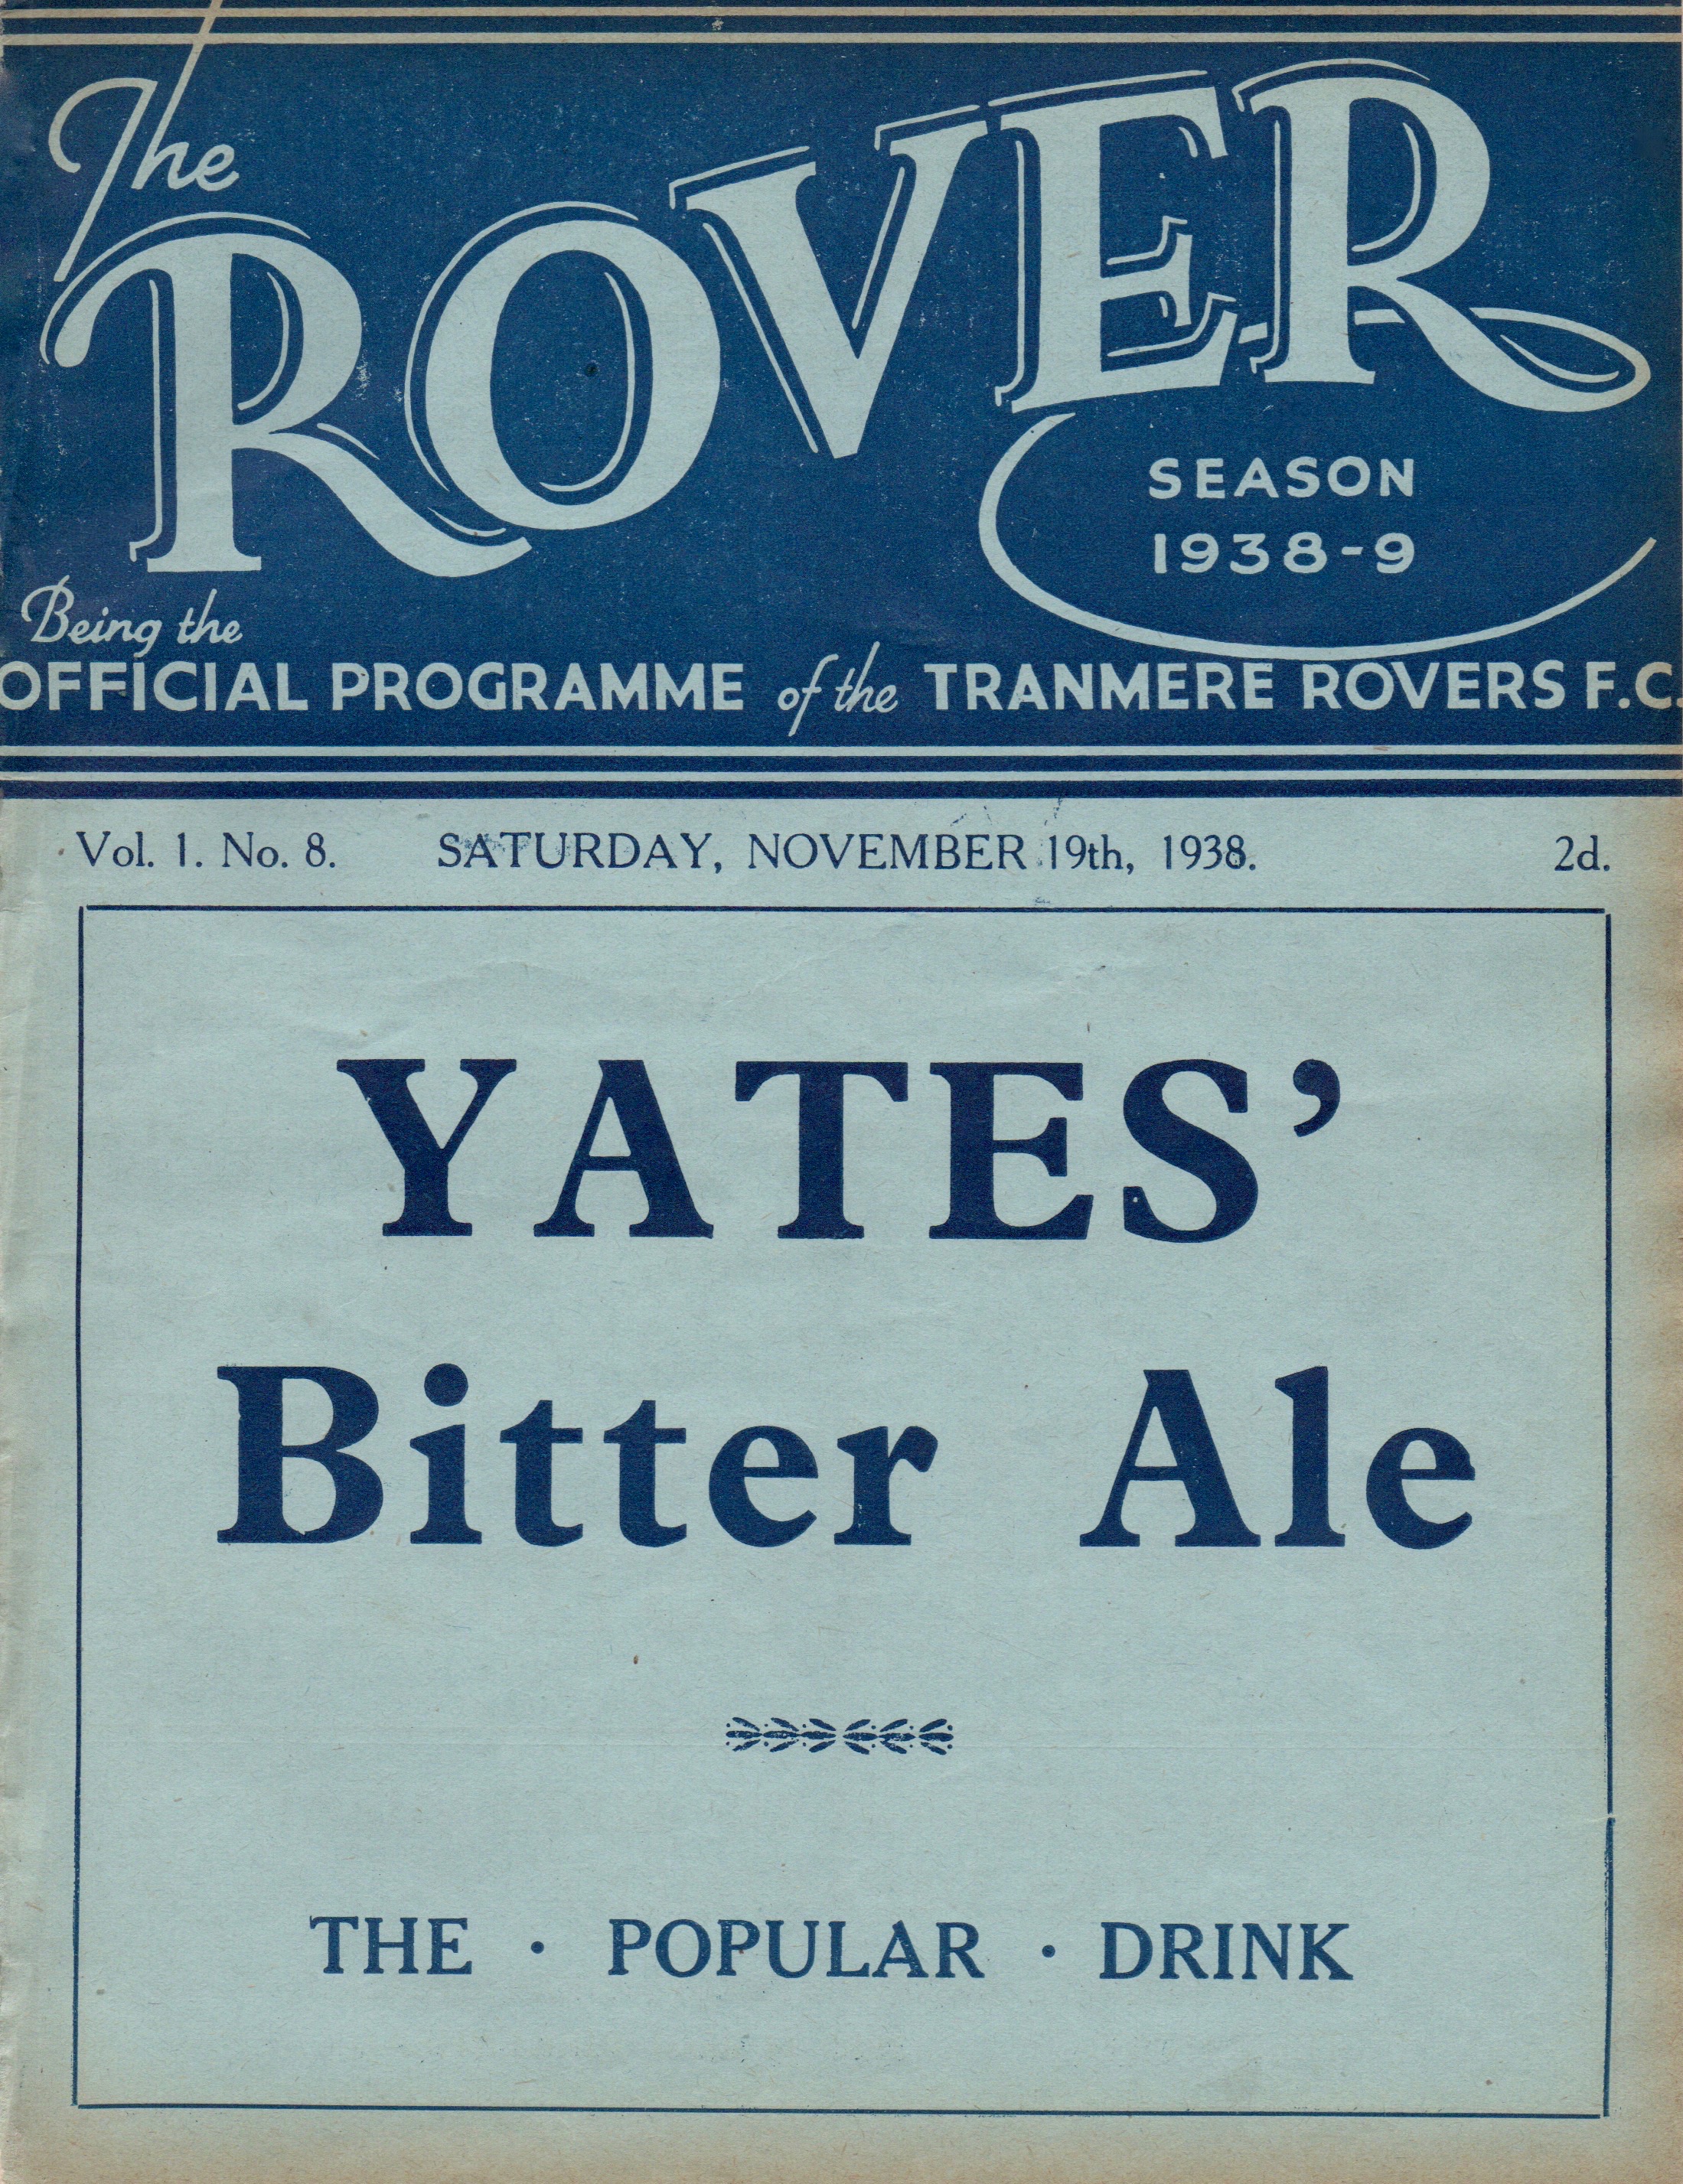 The
ROVER
SEASON
1938-9
Being the
OFFICIAL PROGRAMME of the TRANMERE ROVERS F.C.
Vol. 1. No. 8. SATURDAY, NOVEMBER 19th, 1938. 2d.
YATES’
Bitter Ale
THE · POPULAR · DRINK